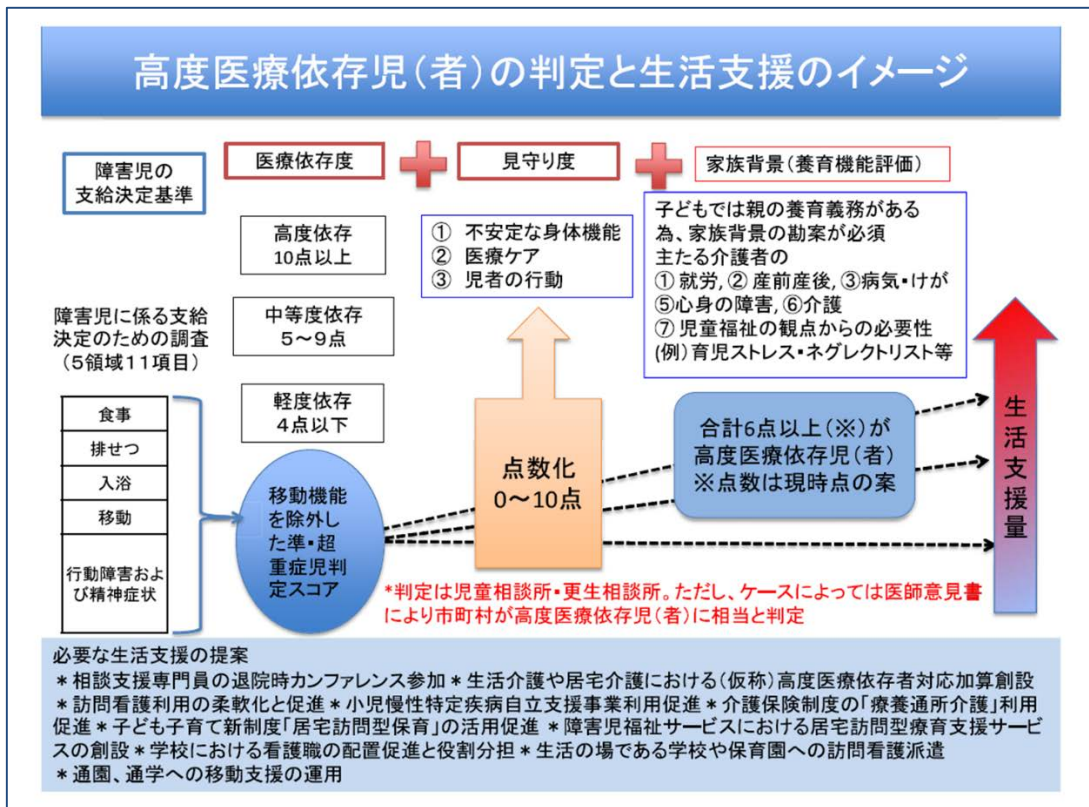 高度医療依存児(者)の判定と生活支援のイメージ
障害児の
支給決定基準
医療依存度
見守り度
家族背景(養育機能評価)
高度依存
10点以上
中等度依存
5～9点
軽度依存
4点以下
① 不安定な身体機能
② 医療ケア
③ 児者の行動
子どもでは親の養育義務がある
為、家族背景の勘案が必須
主たる介護者の
①就労, ②産前産後, ③病気・けが
⑤心身の障害, ⑥介護
⑦ 児童福祉の観点からの必要性
(例)育児ストレス・ネグレクトリスト等
障害児に係る支給
決定のための調査
(5領域11項目)
食事
排せつ
入浴
移動
行動障害およ
び精神症状
移動機能
を除外し
た準・超
重症児判
定スコア
点数化
0～10点
合計6点以上(※)が
高度医療依存児(者)
※点数は現時点の案
生活支援量
*判定は児童相談所・更生相談所。ただし、ケースによっては医師意見書
により市町村が高度医療依存児(者)に相当と判定
必要な生活支援の提案
＊相談支援専門員の退院時カンファレンス参加＊生活介護や居宅介護における(仮称)高度医療依存者対応加算創設
＊訪問看護利用の柔軟化と促進＊小児慢性特定疾病自立支援事業利用促進＊介護保険制度の「療養通所介護」利用
促進＊子ども子育て新制度「居宅訪問型保育」の活用促進＊障害児福祉サービスにおける居宅訪問型療育支援サービ
スの創設＊学校における看護職の配置促進と役割分担＊生活の場である学校や保育園への訪問看護派遣
＊通園、通学への移動支援の運用